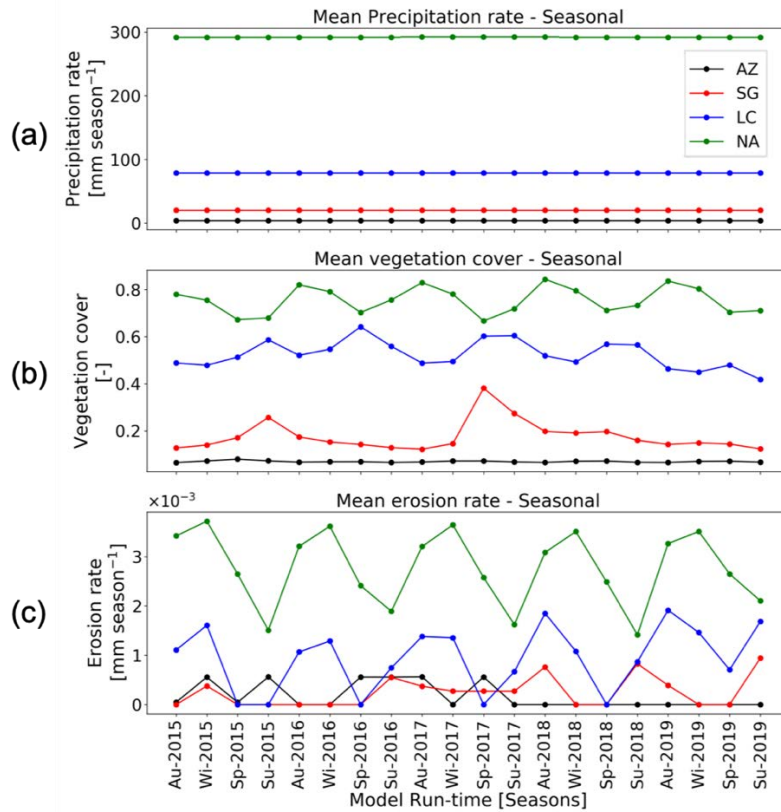 Mean Precipitation rate - Seasonal
(a)
Precipitation rate
[mm season⁻¹]
300
200
100
0
AZ
SG
LC
NA
Mean vegetation cover - Seasonal
(b)
Vegetation cover
[-]
0.8
0.6
0.4
0.2
×10⁻³
Mean erosion rate - Seasonal
(c)
Erosion rate
[mm season⁻¹]
3
2
1
0
Au-2015
Wi-2015
Sp-2015
Su-2015
Au-2016
Wi-2016
Sp-2016
Su-2016
Au-2017
Wi-2017
Sp-2017
Su-2017
Au-2018
Wi-2018
Sp-2018
Su-2018
Au-2019
Wi-2019
Sp-2019
Su-2019
Model Run-time [Seasons]